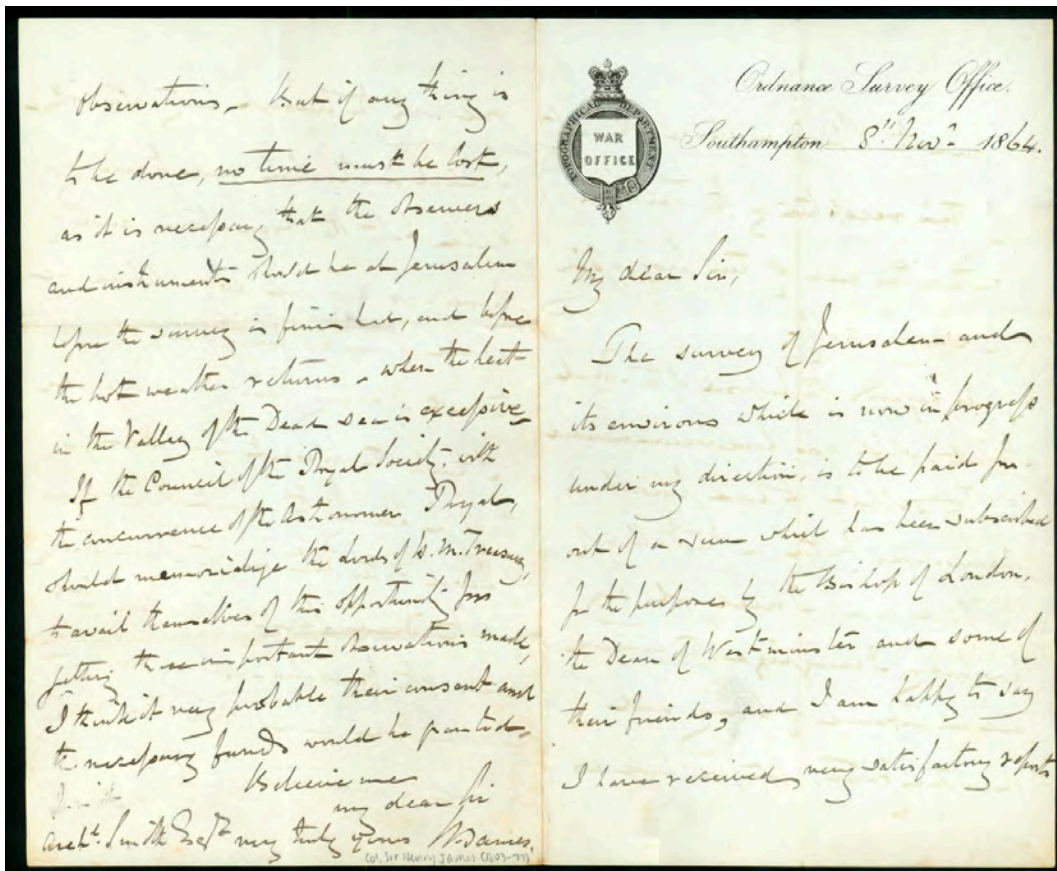 TOPOGRAPHICAL DEPARTMENT
WAR
OFFICE
Ordnance Survey Office.
Southampton 8th Novr 1864.
My dear Sir,
The survey of Jerusalem and
its environs which is now in progress
under my direction, is to be paid for
out of a sum which has been subscribed
for the purpose by the Bishop of London,
the Dean of Westminster and some of
their friends, and I am happy to say
I have received very satisfactory reports
observations. But if any thing is
to be done, no time must be lost,
as it is necessary that the observers
and instruments should be at Jerusalem
before the survey is finished, and before
the hot weather returns, when the heat
in the Valley of the Dead Sea is excessive.
If the Council of the Royal Society, with
the concurrence of the Astronomer Royal,
should memorialize the Lords of H. M. Treasury,
to avail themselves of this opportunity for
getting these important observations made,
I think it very probable their consent and
the necessary funds would be granted.
Believe me
my dear Sir
Archd. Smith Esqr very truly yours H. James.
Col. Sir Henry James (1803-77)